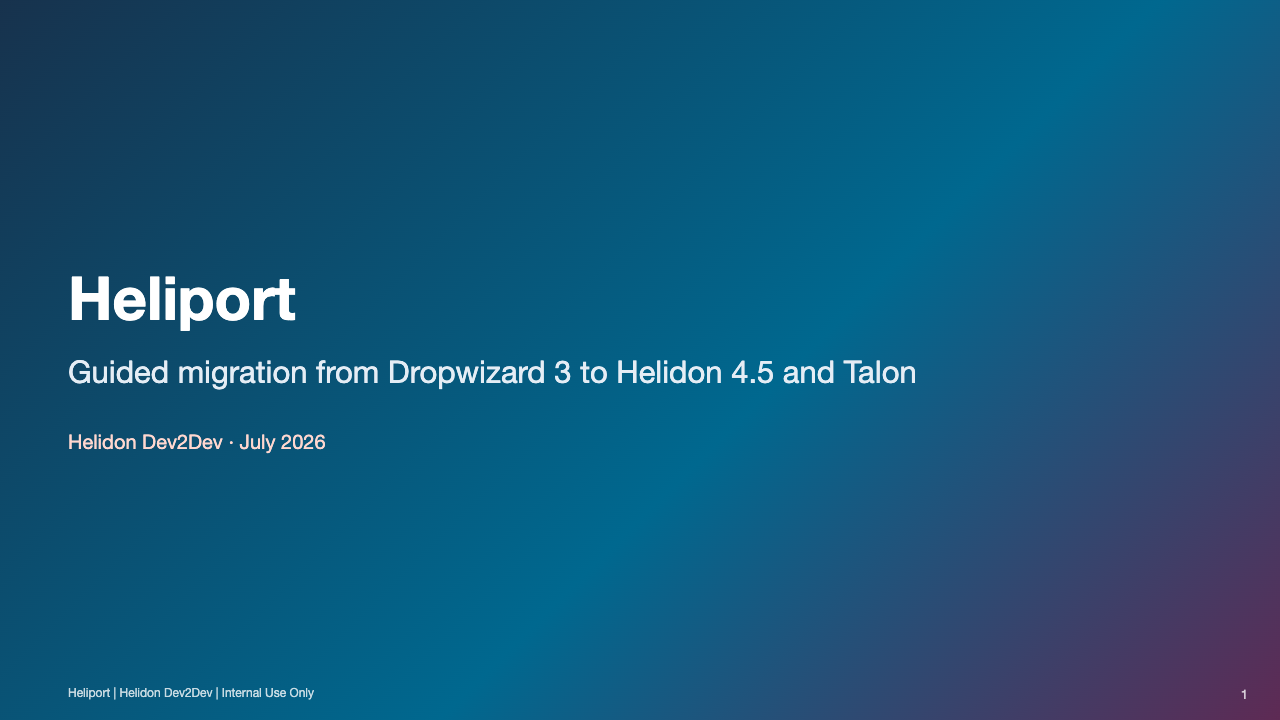 Heliport
Guided migration from Dropwizard 3 to Helidon 4.5 and Talon
Helidon Dev2Dev · July 2026
Heliport | Helidon Dev2Dev | Internal Use Only
1